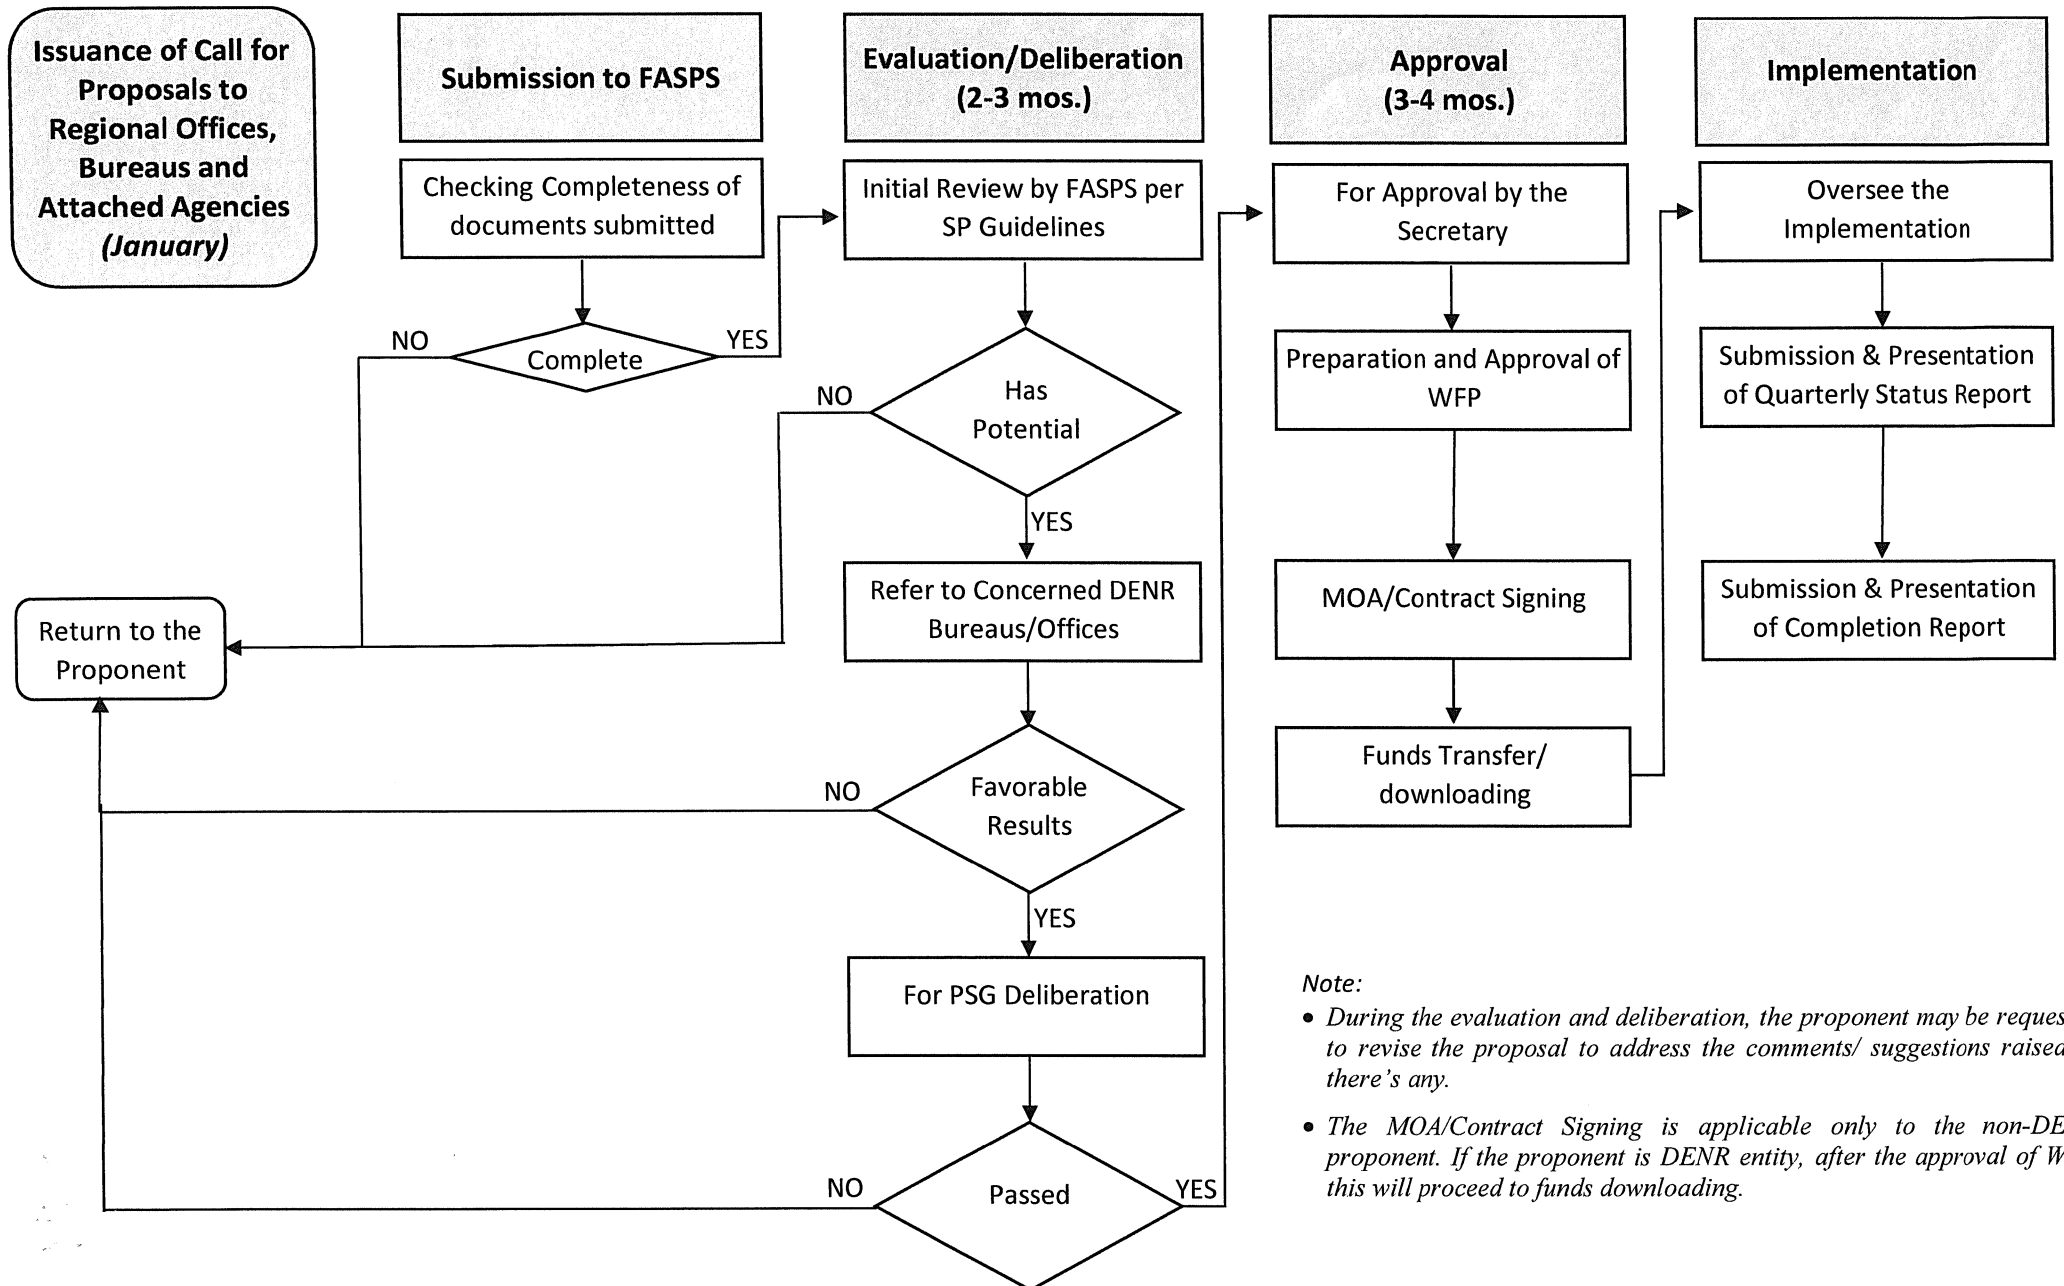 Issuance of Call for
Proposals to
Regional Offices,
Bureaus and
Attached Agencies
(January)
Submission to FASPS
Evaluation/Deliberation
(2-3 mos.)
Approval
(3-4 mos.)
Implementation
Checking Completeness of
documents submitted
Initial Review by FASPS per
SP Guidelines
For Approval by the
Secretary
Oversee the
Implementation
NO
Complete
YES
Has
Potential
NO
YES
Preparation and Approval of
WFP
Submission & Presentation
of Quarterly Status Report
Refer to Concerned DENR
Bureaus/Offices
MOA/Contract Signing
Submission & Presentation
of Completion Report
Return to the
Proponent
Favorable
Results
NO
YES
Funds Transfer/
downloading
For PSG Deliberation
NO
Passed
YES
Note:
• During the evaluation and deliberation, the proponent may be reques
to revise the proposal to address the comments/ suggestions raised
there's any.
• The MOA/Contract Signing is applicable only to the non-DE
proponent. If the proponent is DENR entity, after the approval of W
this will proceed to funds downloading.